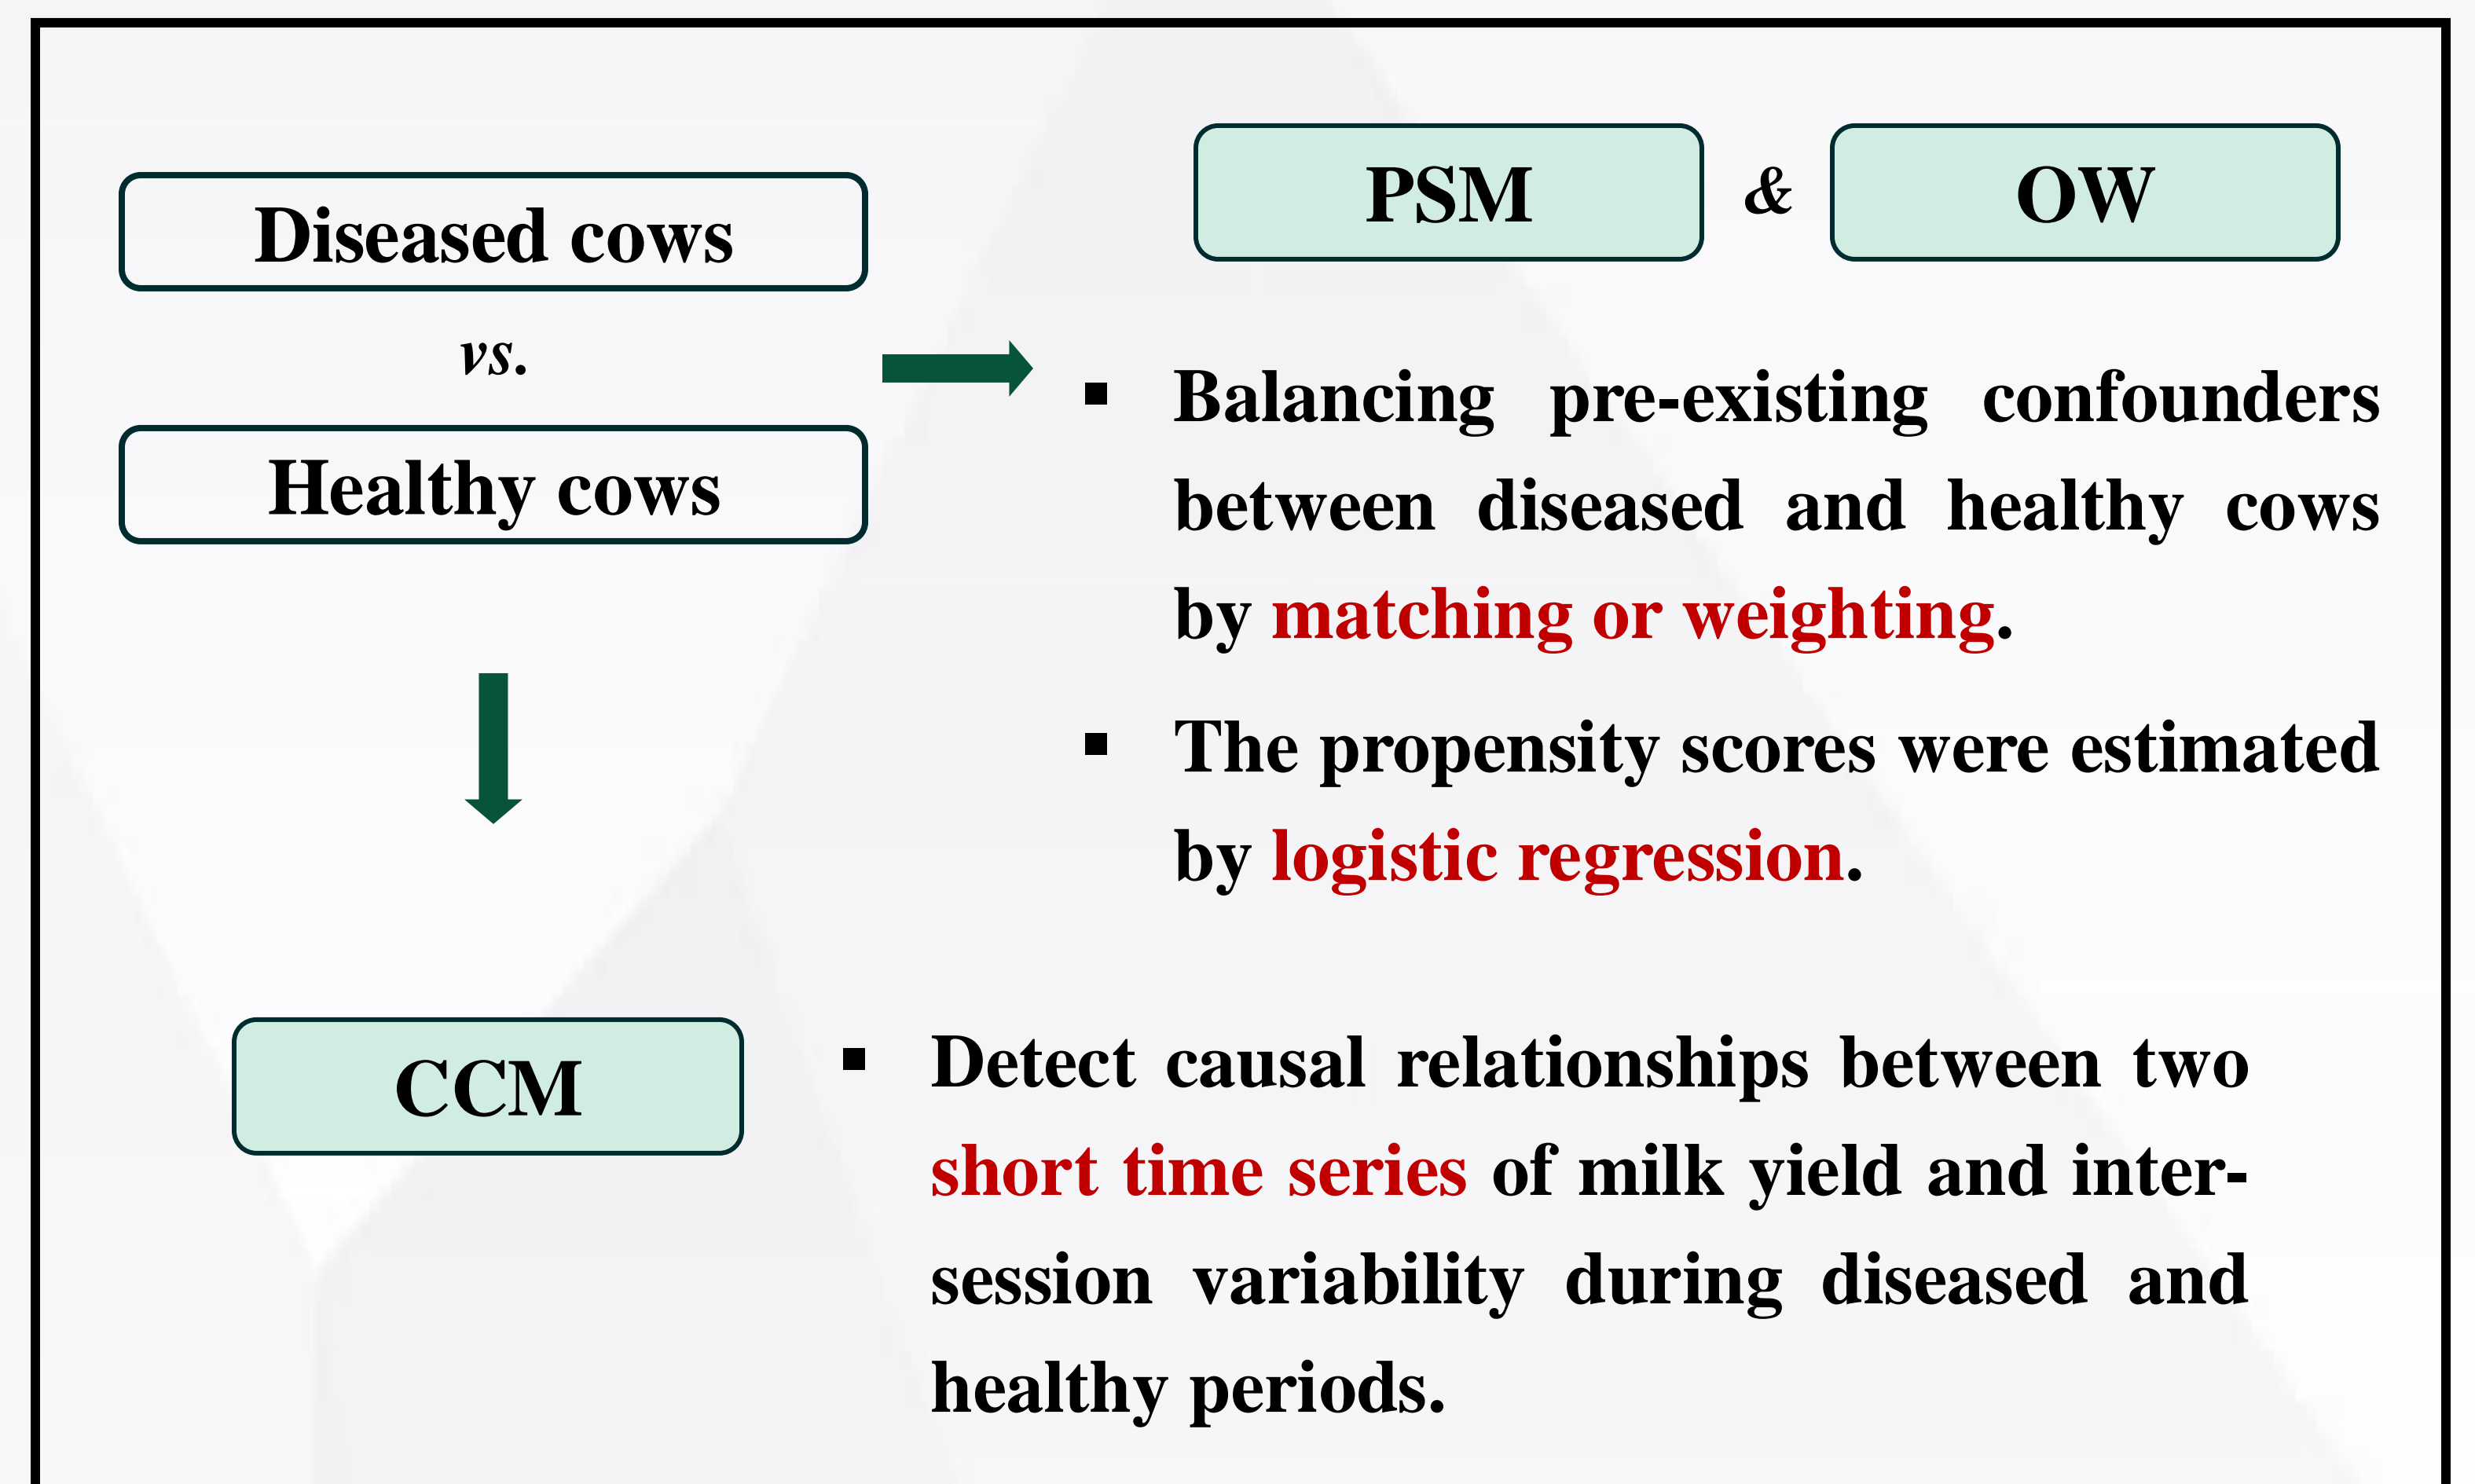 Diseased cows
vs.
Healthy cows
PSM & OW
▪ Balancing pre-existing confounders
between diseased and healthy cows
by matching or weighting.
▪ The propensity scores were estimated
by logistic regression.
CCM
▪ Detect causal relationships between two
short time series of milk yield and inter-
session variability during diseased and
healthy periods.